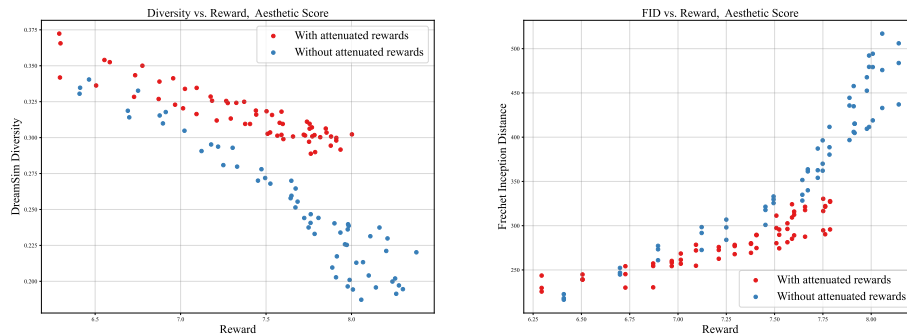 Diversity vs. Reward, Aesthetic Score
With attenuated rewards
Without attenuated rewards
DreamSim Diversity
0.375
0.350
0.325
0.300
0.275
0.250
0.225
0.200
6.5
7.0
7.5
8.0
Reward
FID vs. Reward, Aesthetic Score
Frechet Inception Distance
500
450
400
350
300
250
With attenuated rewards
Without attenuated rewards
6.25
6.50
6.75
7.00
7.25
7.50
7.75
8.00
Reward